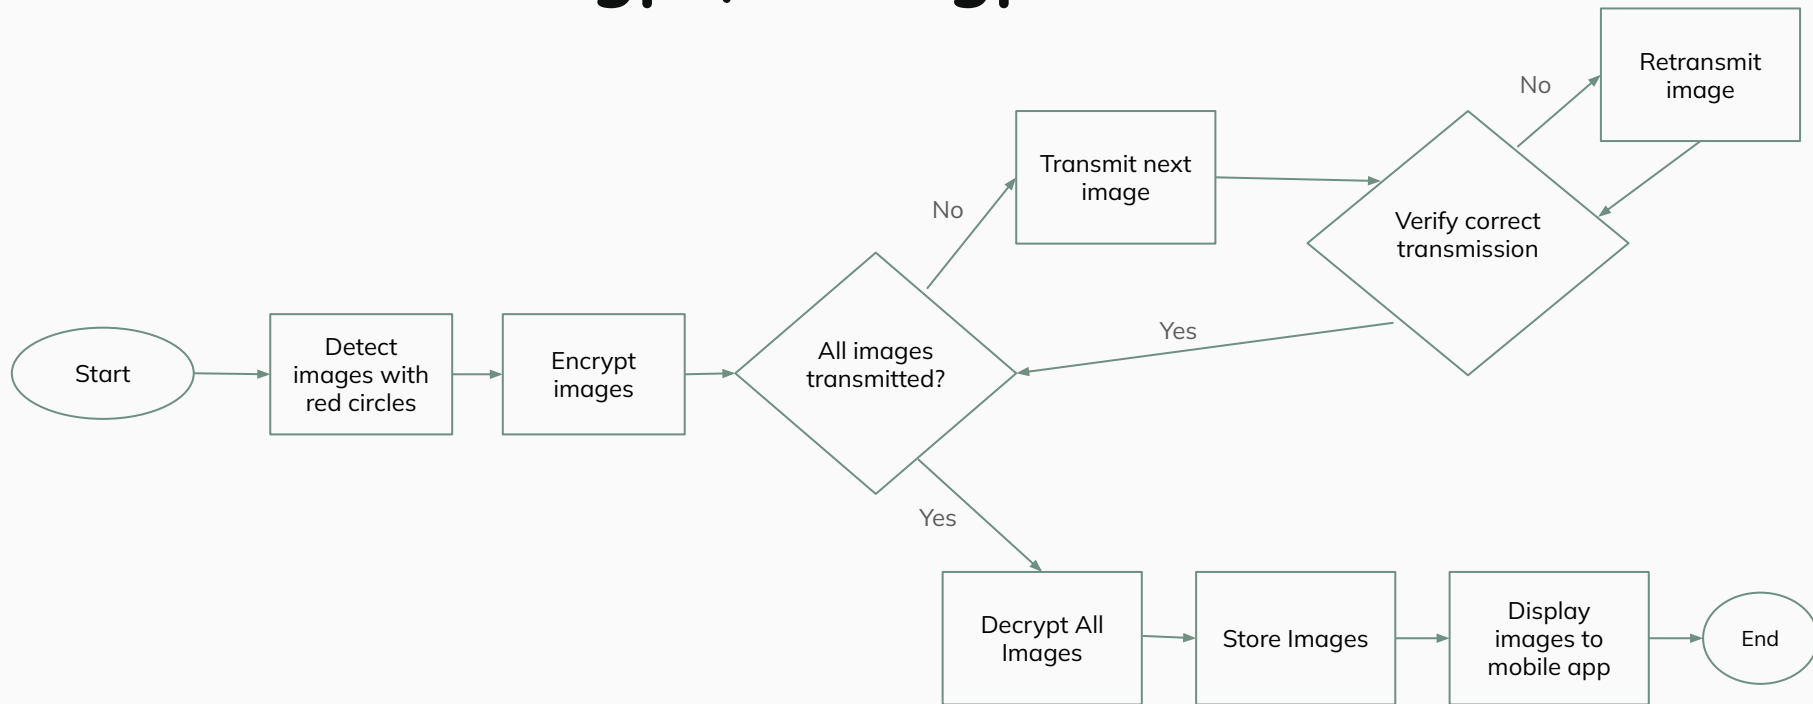 Start
Detect
images with
red circles
Encrypt
images
All images
transmitted?
No
Transmit next
image
Verify correct
transmission
No
Retransmit
image
Yes
Yes
Decrypt All
Images
Store Images
Display
images to
mobile app
End